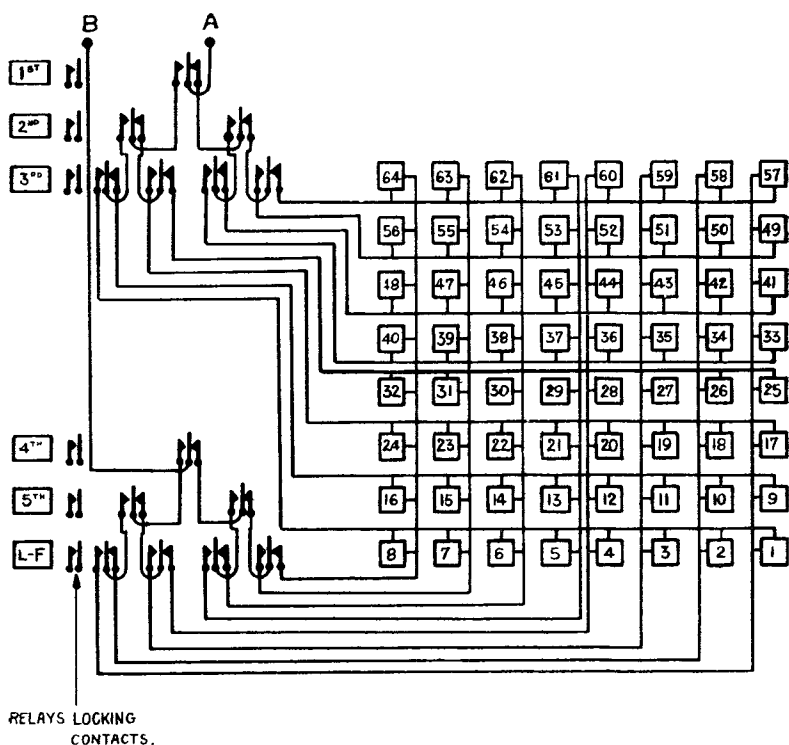 B A
1ST
2ND
3RD
64 63 62 61 60 59 58 57
56 55 54 53 52 51 50 49
48 47 46 45 44 43 42 41
40 39 38 37 36 35 34 33
32 31 30 29 28 27 26 25
4TH
24 23 22 21 20 19 18 17
5TH
16 15 14 13 12 11 10 9
L-F
8 7 6 5 4 3 2 1
RELAYS LOCKING
CONTACTS.